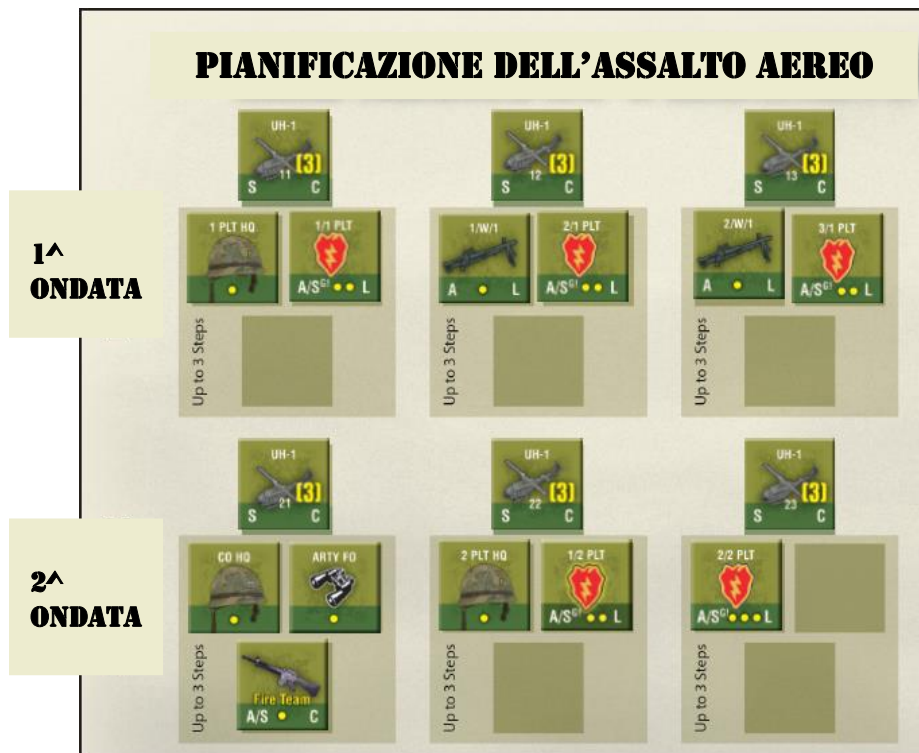 PIANIFICAZIONE DELL'ASSALTO AEREO
UH-1
11 [3]
S C
UH-1
12 [3]
S C
UH-1
13 [3]
S C
1^
ONDATA
1 PLT HQ
1/1 PLT
A/S G! L
1/W/1
A L
2/1 PLT
A/S G! L
2/W/1
A L
3/1 PLT
A/S G! L
Up to 3 Steps
Up to 3 Steps
Up to 3 Steps
UH-1
21 [3]
S C
UH-1
22 [3]
S C
UH-1
23 [3]
S C
2^
ONDATA
CO HQ
ARTY FO
2 PLT HQ
1/2 PLT
A/S G! L
2/2 PLT
A/S G! L
Up to 3 Steps
Fire Team
A/S C
Up to 3 Steps
Up to 3 Steps